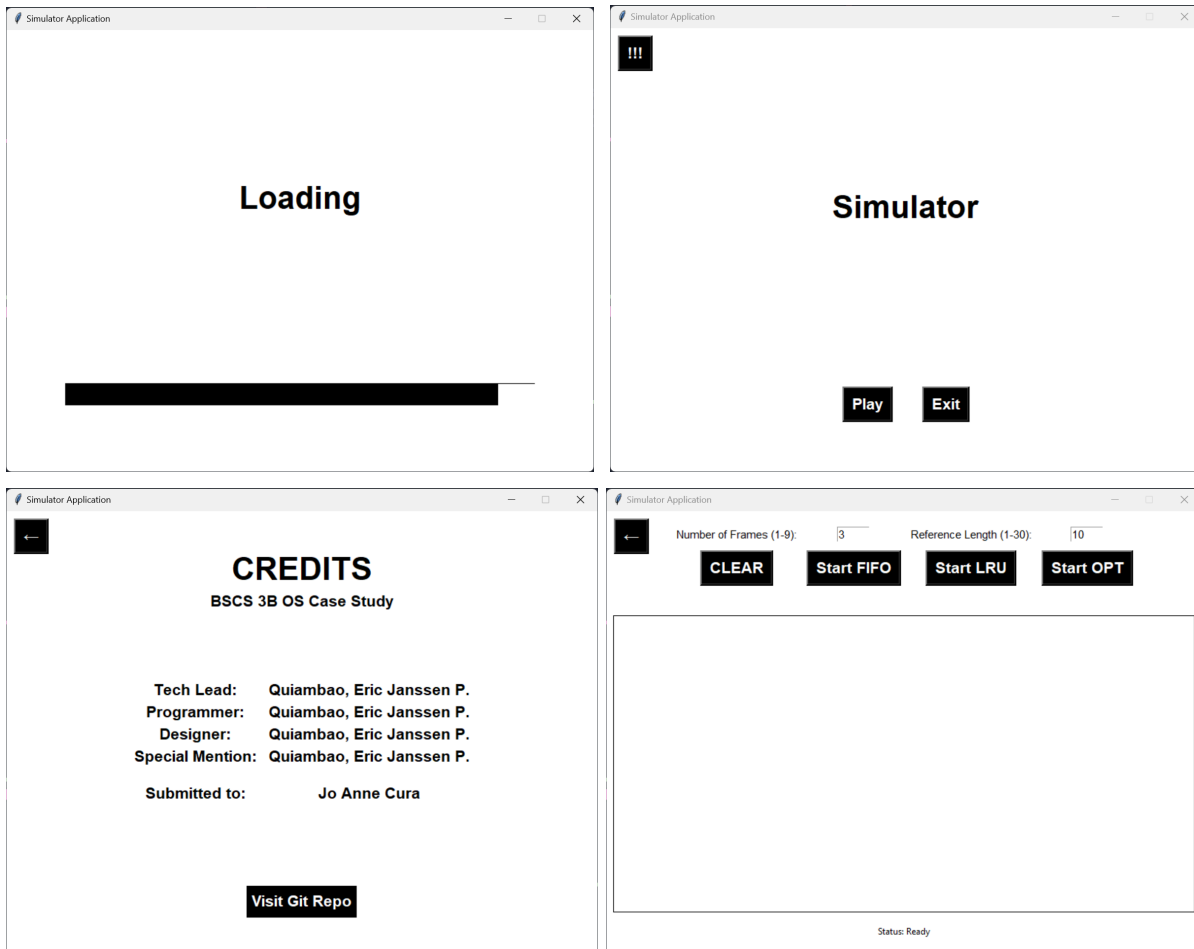 Simulator Application
Loading
Simulator Application
!!!
Simulator
Play Exit
Simulator Application
←
CREDITS
BSCS 3B OS Case Study
Tech Lead: Quiambao, Eric Janssen P.
Programmer: Quiambao, Eric Janssen P.
Designer: Quiambao, Eric Janssen P.
Special Mention: Quiambao, Eric Janssen P.
Submitted to: Jo Anne Cura
Visit Git Repo
Simulator Application
←
Number of Frames (1-9): 3 Reference Length (1-30): 10
CLEAR Start FIFO Start LRU Start OPT
Status: Ready